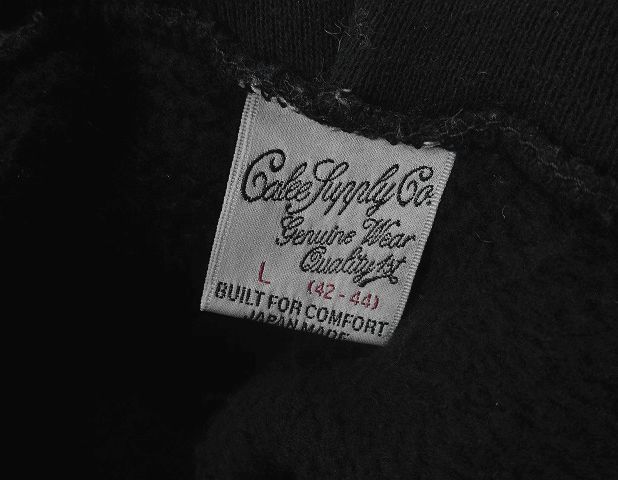 Calee Supply Co.
Genuine Wear
Quality 1st
L (42-44)
BUILT FOR COMFORT
JAPAN MADE